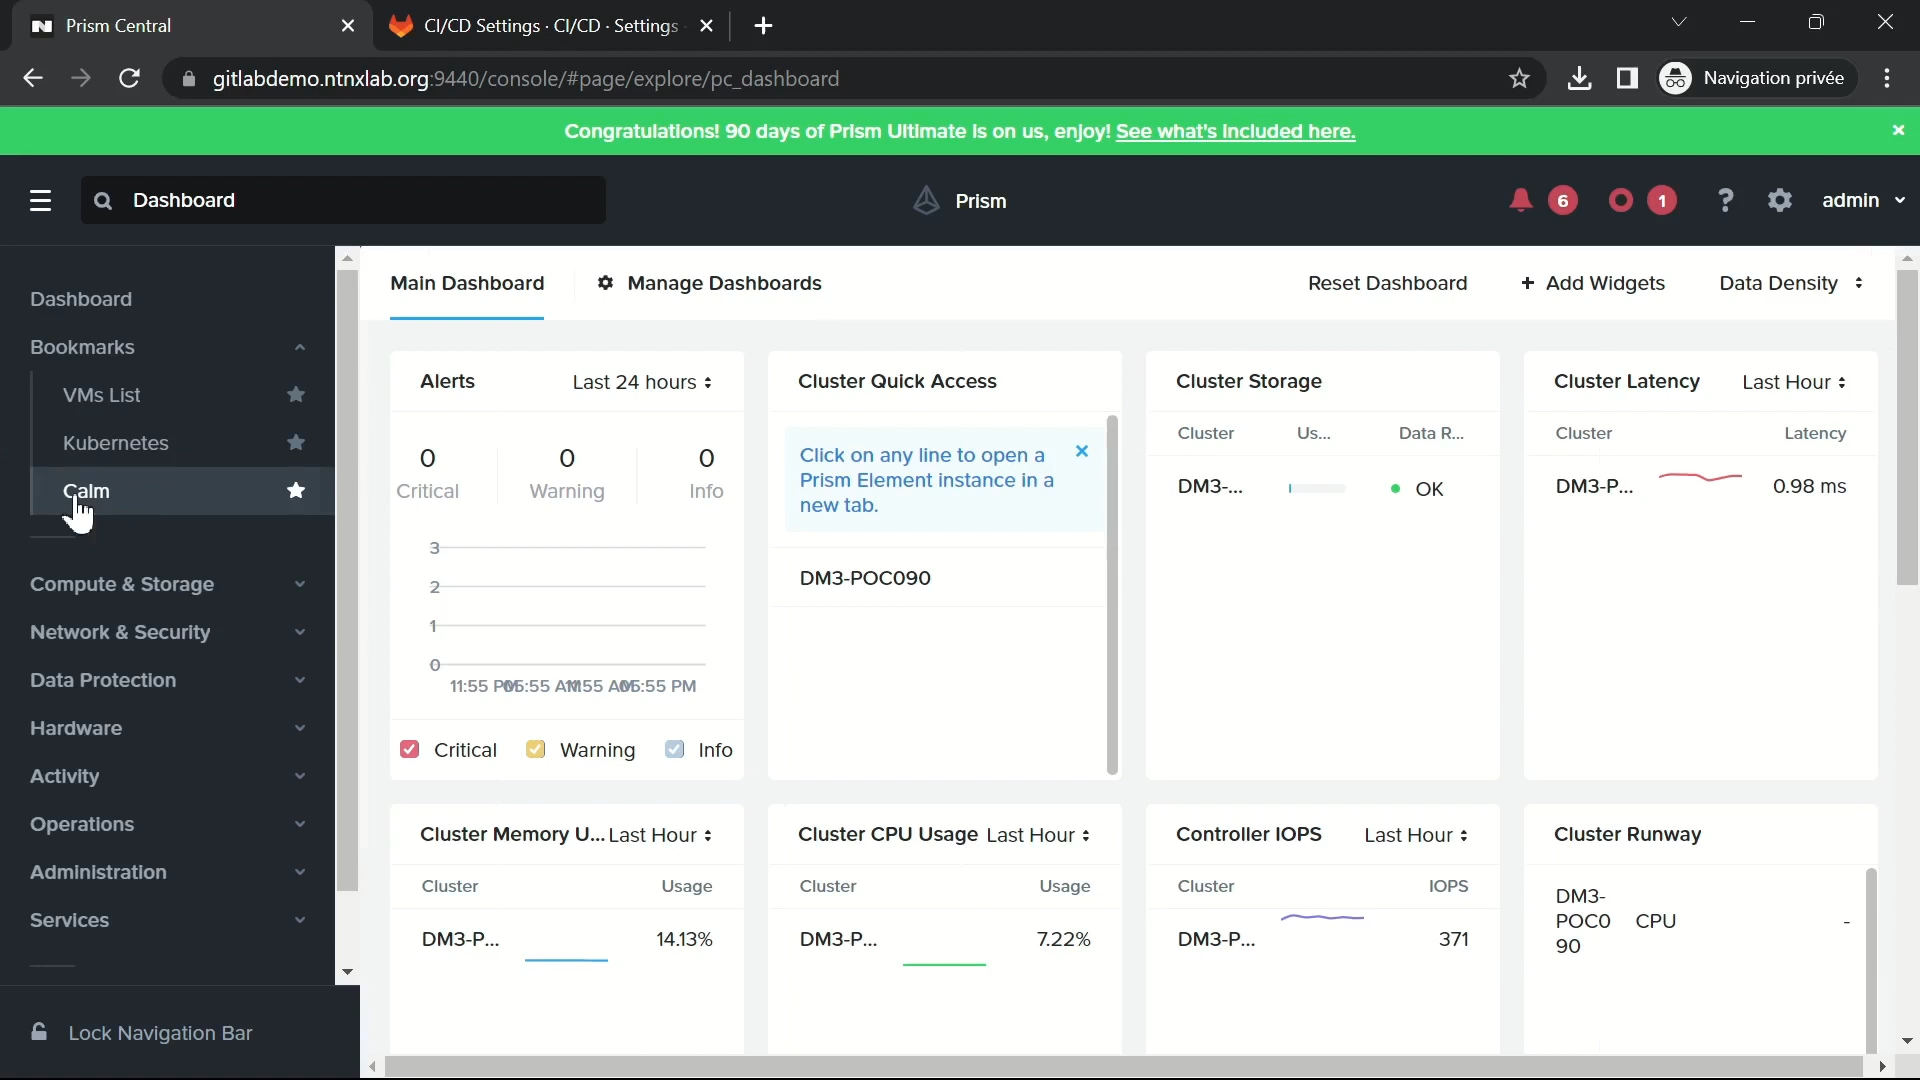 Prism Central
CI/CD Settings · CI/CD · Settings
gitlabdemo.ntnxlab.org:9440/console/#page/explore/pc_dashboard
Navigation privée
Congratulations! 90 days of Prism Ultimate is on us, enjoy! See what's included here.
Dashboard
Prism
6
1
?
admin
Dashboard
Bookmarks
VMs List
Kubernetes
Calm
Compute & Storage
Network & Security
Data Protection
Hardware
Activity
Operations
Administration
Services
Lock Navigation Bar
Main Dashboard
Manage Dashboards
Reset Dashboard
+ Add Widgets
Data Density
Alerts
Last 24 hours
0
0
0
Critical
Warning
Info
3
2
1
0
Critical
Warning
Info
Cluster Quick Access
Click on any line to open a
Prism Element instance in a
new tab.
DM3-POC090
Cluster Storage
Cluster Us... Data R...
DM3-... OK
Cluster Latency Last Hour
Cluster Latency
DM3-P... 0.98 ms
Cluster Memory U... Last Hour
Cluster Usage
DM3-P... 14.13%
Cluster CPU Usage Last Hour
Cluster Usage
DM3-P... 7.22%
Controller IOPS Last Hour
Cluster IOPS
DM3-P... 371
Cluster Runway
DM3-
POC0 CPU -
90